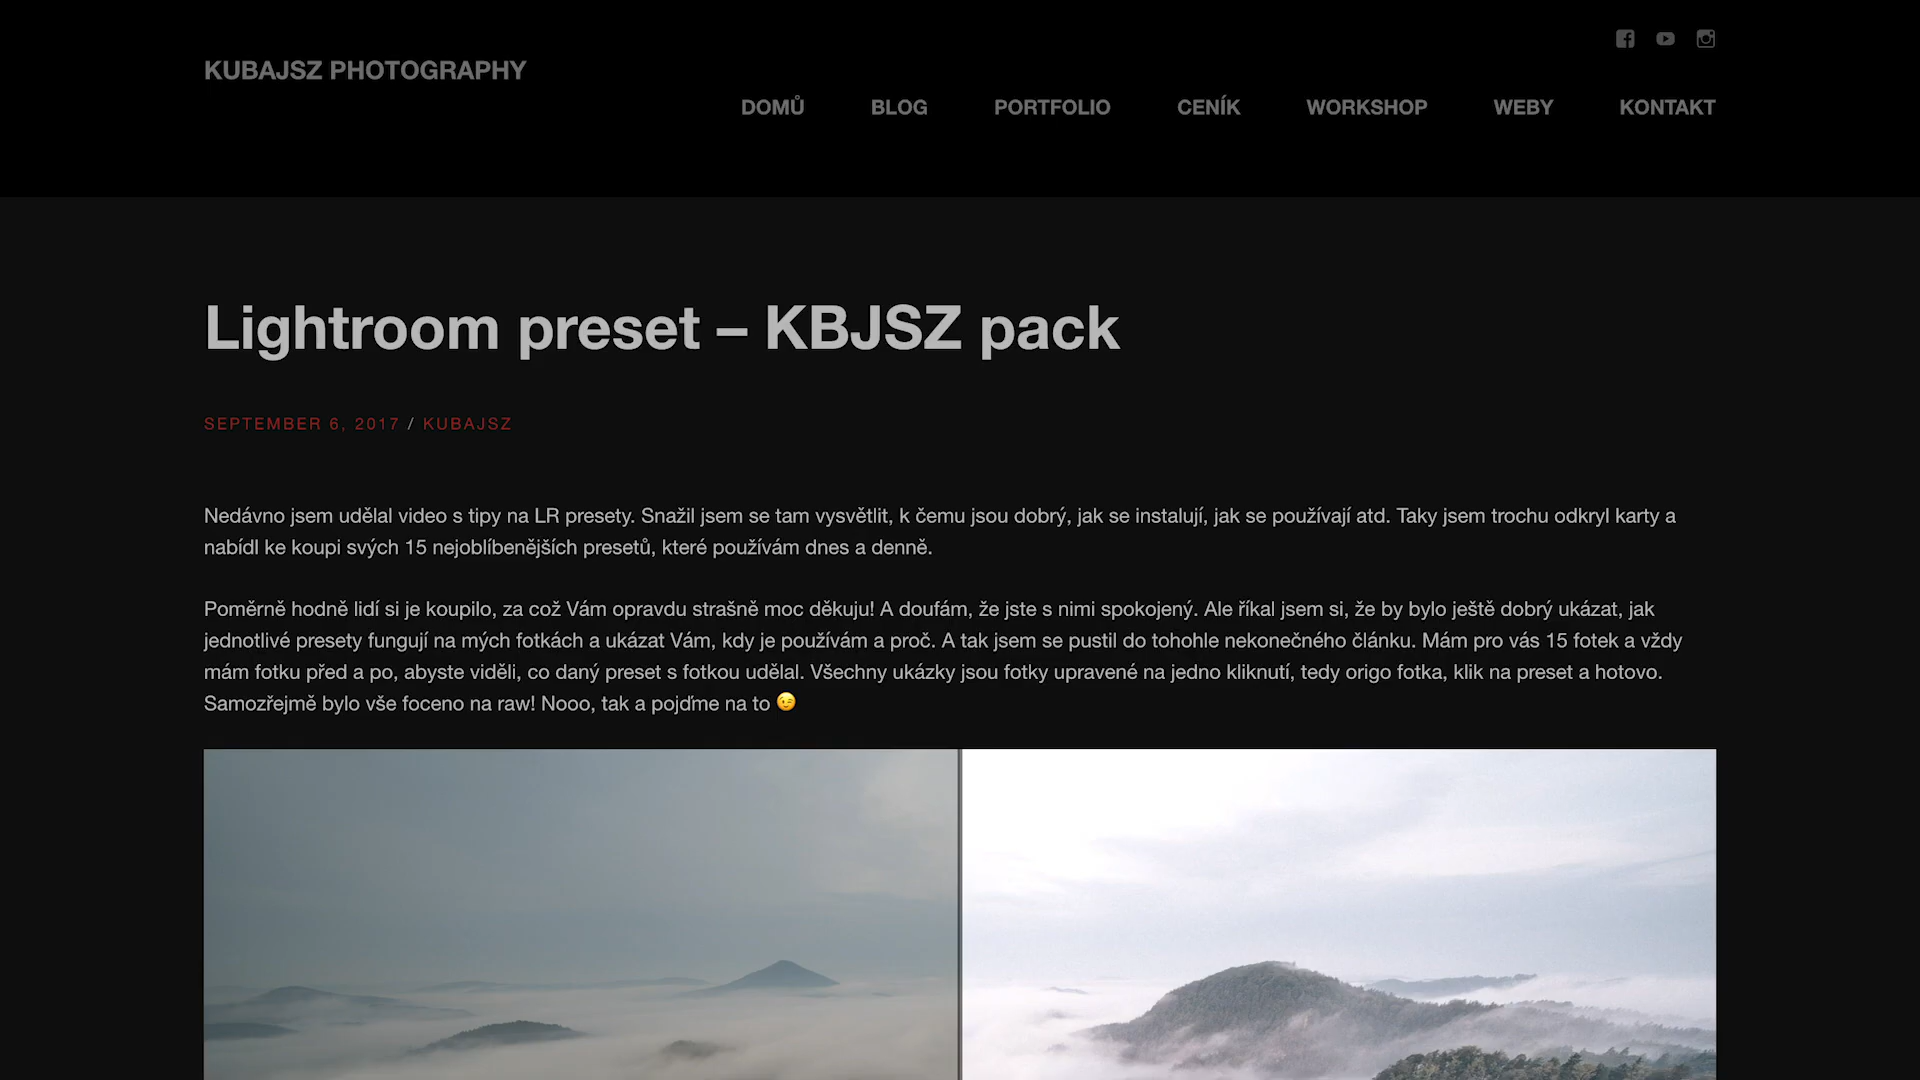 KUBAJSZ PHOTOGRAPHY
DOMŮ BLOG PORTFOLIO CENÍK WORKSHOP WEBY KONTAKT
Lightroom preset – KBJSZ pack
SEPTEMBER 6, 2017 / KUBAJSZ
Nedávno jsem udělal video s tipy na LR presety. Snažil jsem se tam vysvětlit, k čemu jsou dobrý, jak se instalují, jak se používají atd. Taky jsem trochu odkryl karty a
nabídl ke koupi svých 15 nejoblíbenějších presetů, které používám dnes a denně.
Poměrně hodně lidí si je koupilo, za což Vám opravdu strašně moc děkuju! A doufám, že jste s nimi spokojený. Ale říkal jsem si, že by bylo ještě dobrý ukázat, jak
jednotlivé presety fungují na mých fotkách a ukázat Vám, kdy je používám a proč. A tak jsem se pustil do tohohle nekonečného článku. Mám pro vás 15 fotek a vždy
mám fotku před a po, abyste viděli, co daný preset s fotkou udělal. Všechny ukázky jsou fotky upravené na jedno kliknutí, tedy origo fotka, klik na preset a hotovo.
Samozřejmě bylo vše foceno na raw! Nooo, tak a pojďme na to 😉